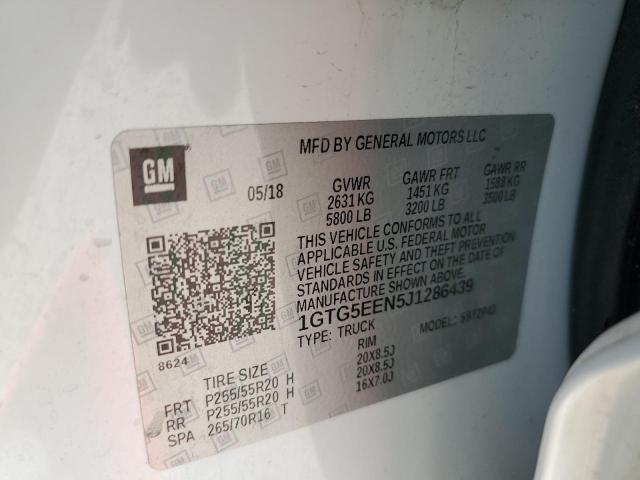 MFD BY GENERAL MOTORS LLC
GM
05/18
GVWR GAWR FRT GAWR RR
2631 KG 1451 KG 1588 KG
5800 LB 3200 LB 3500 LB
THIS VEHICLE CONFORMS TO ALL
APPLICABLE U.S. FEDERAL MOTOR
VEHICLE SAFETY AND THEFT PREVENTION
STANDARDS IN EFFECT ON THE DATE OF
MANUFACTURE SHOWN ABOVE.
1GTG5EEN5J1286439
TYPE: TRUCK MODEL:
8624
TIRE SIZE RIM
FRT P255/55R20 H 20X8.5J
RR P255/55R20 H 20X8.5J
SPA 265/70R16 T 16X7.0J